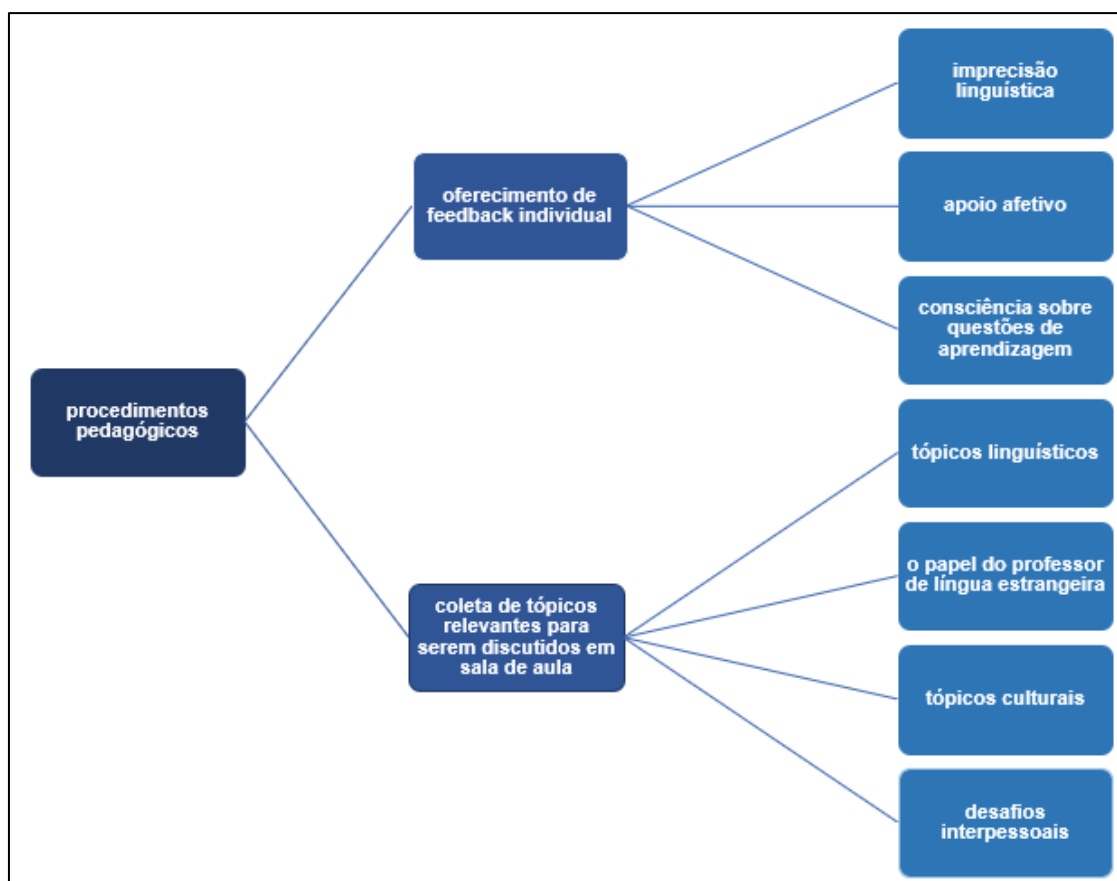 imprecisão
linguística
oferecimento de
feedback individual
apoio afetivo
consciência sobre
questões de
aprendizagem
procedimentos
pedagógicos
tópicos linguísticos
o papel do professor
de língua estrangeira
coleta de tópicos
relevantes para
serem discutidos em
sala de aula
tópicos culturais
desafios
interpessoais